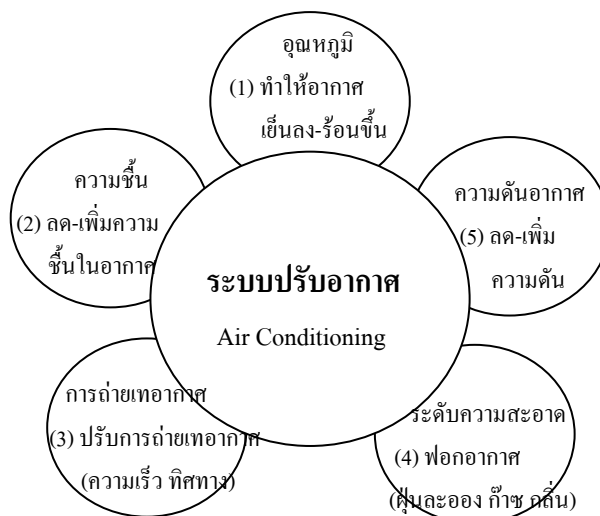 อุณหภูมิ
(1) ทำให้อากาศ
เย็นลง-ร้อนขึ้น
ความชื้น
(2) ลด-เพิ่มความ
ชื้นในอากาศ
การถ่ายเทอากาศ
(3) ปรับการถ่ายเทอากาศ
(ความเร็ว ทิศทาง)
ระดับความสะอาด
(4) ฟอกอากาศ
(ฝุ่นละออง ก๊าซ กลิ่น)
ความดันอากาศ
(5) ลด-เพิ่ม
ความดัน
ระบบปรับอากาศ
Air Conditioning